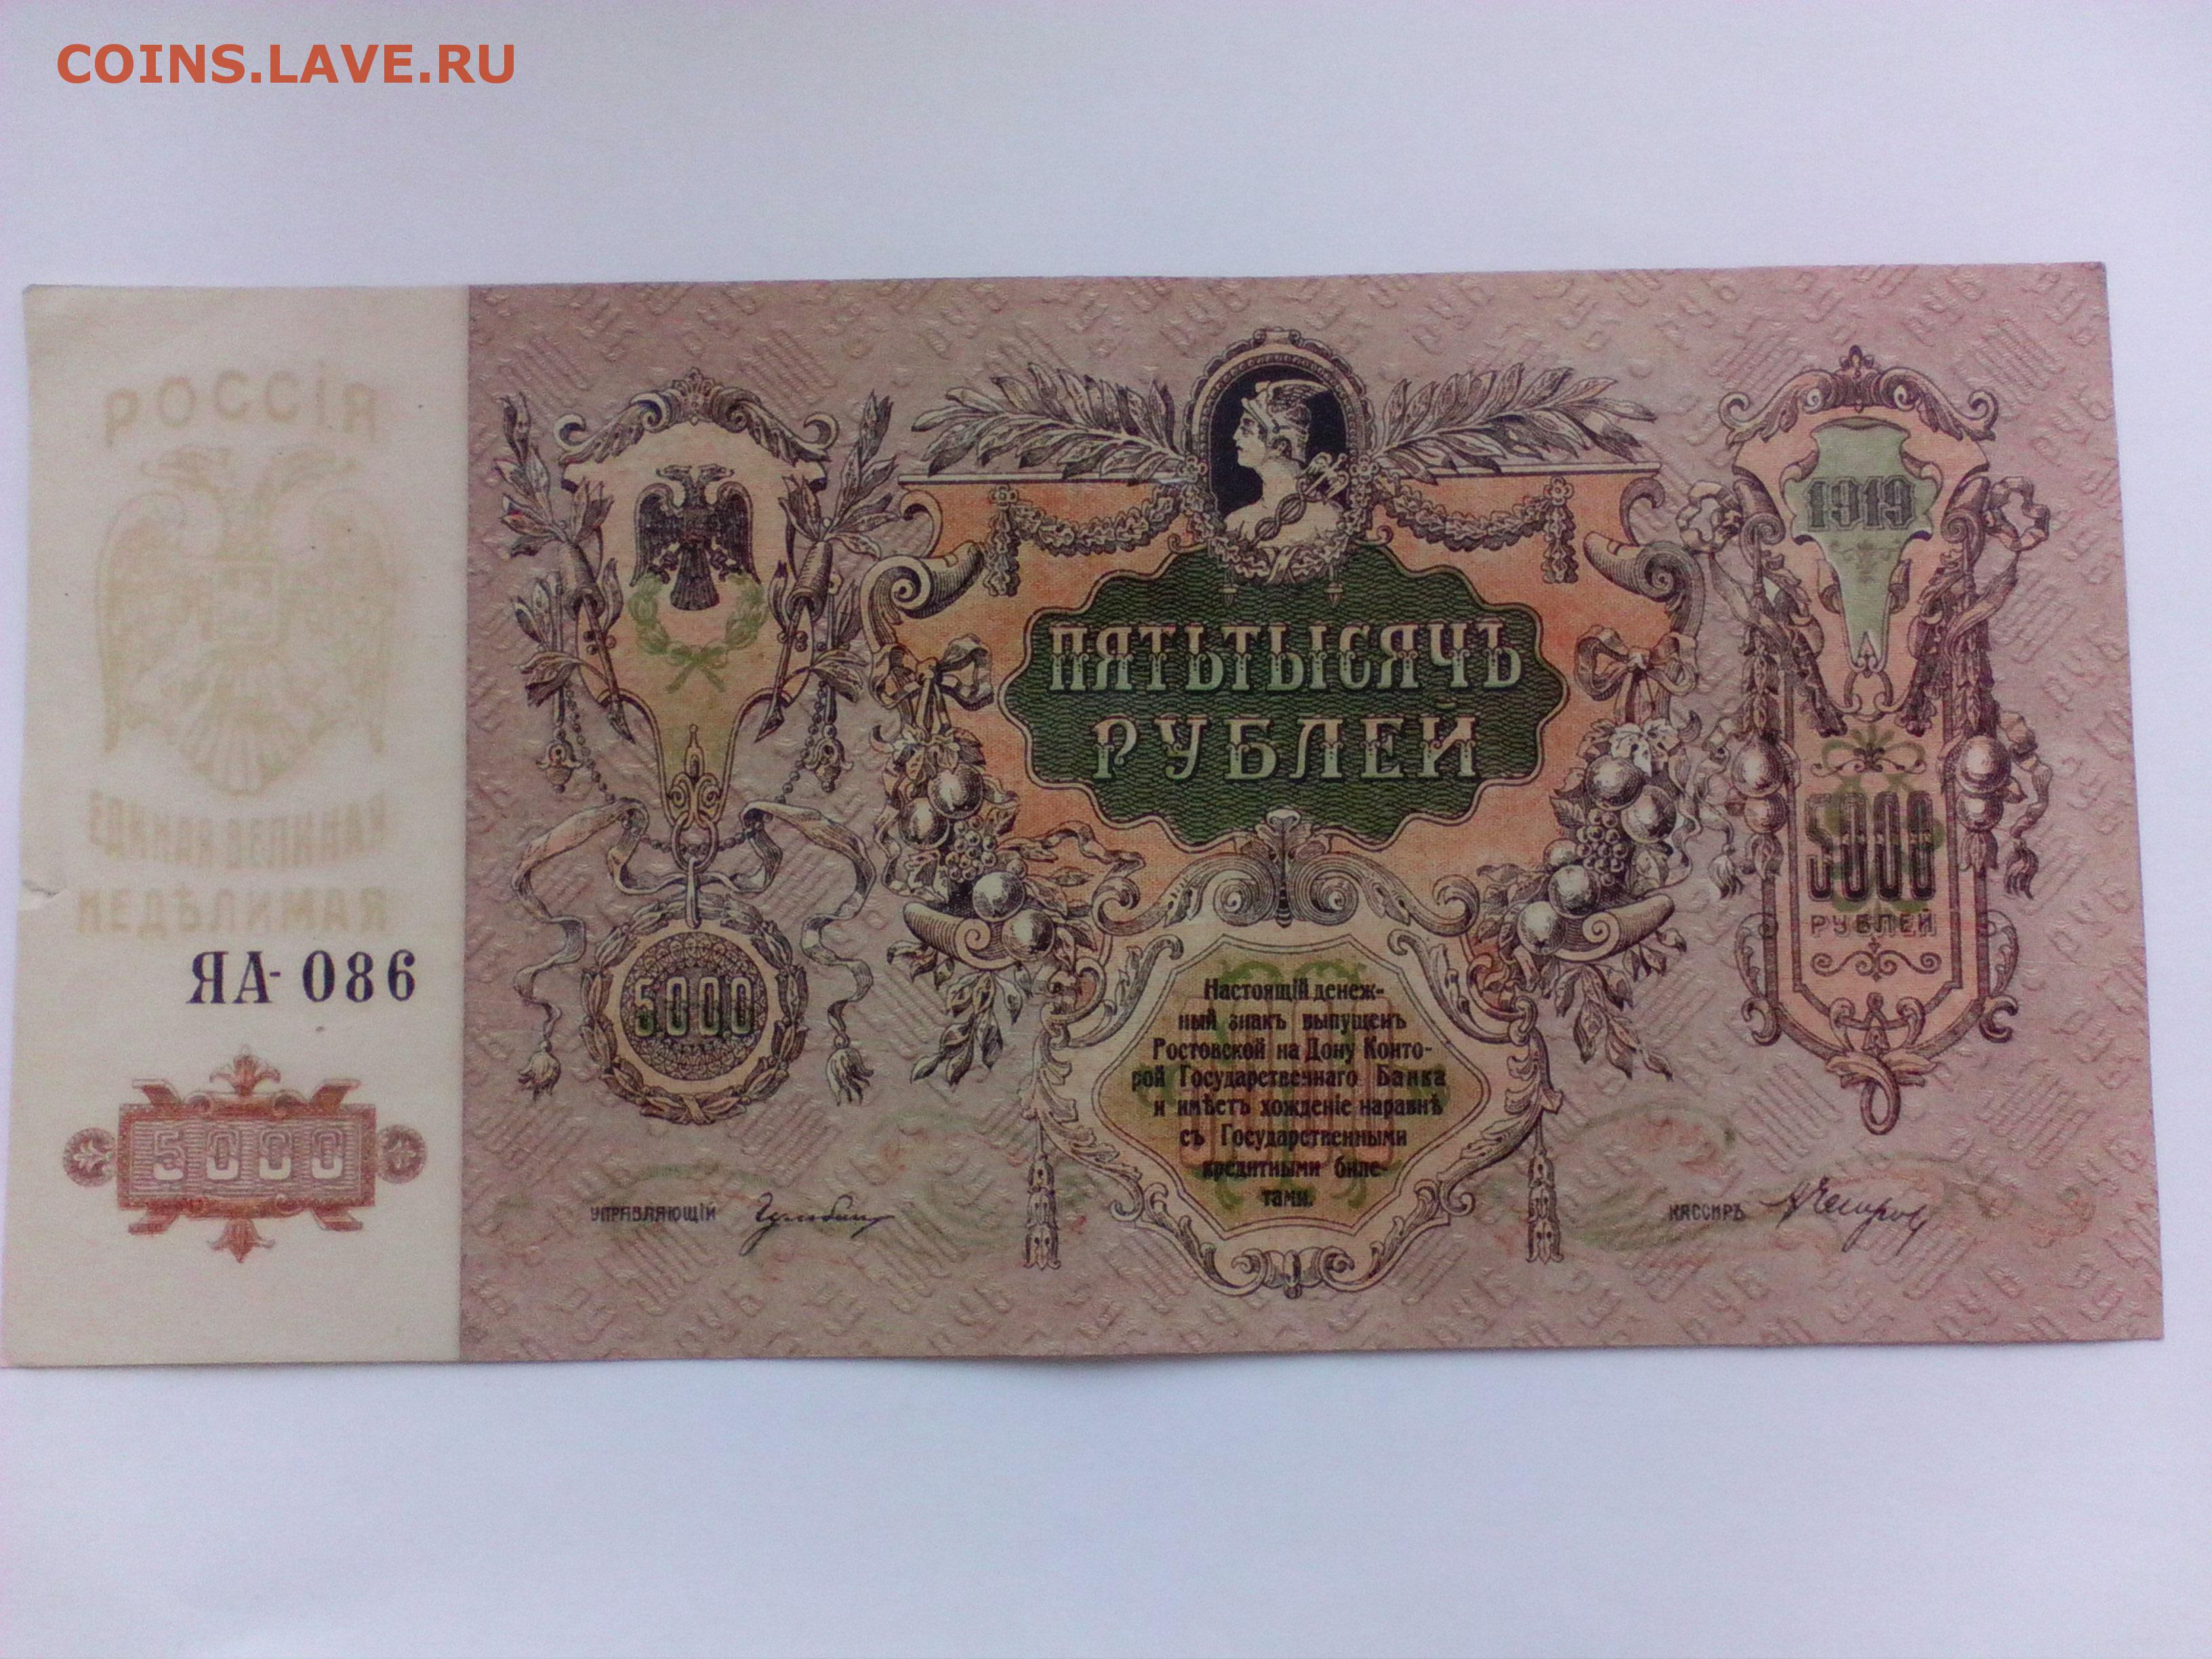 COINS.LAVE.RU
РОССІЯ
ЕДИНАЯ ВЕЛИКАЯ
НЕДѢЛИМАЯ
ЯА-086
5000
5000
ПЯТЬТЫСЯЧЪ
РУБЛЕЙ
Настоящій денеж-
ный знакъ выпущенъ
Ростовской на Дону Конто-
рой Государственнаго Банка
и имѣетъ хожденіе наравнѣ
съ Государственными
кредитными биле-
тами.
1919
5000
РУБЛЕЙ
УПРАВЛЯЮЩІЙ
КАССИРЪ